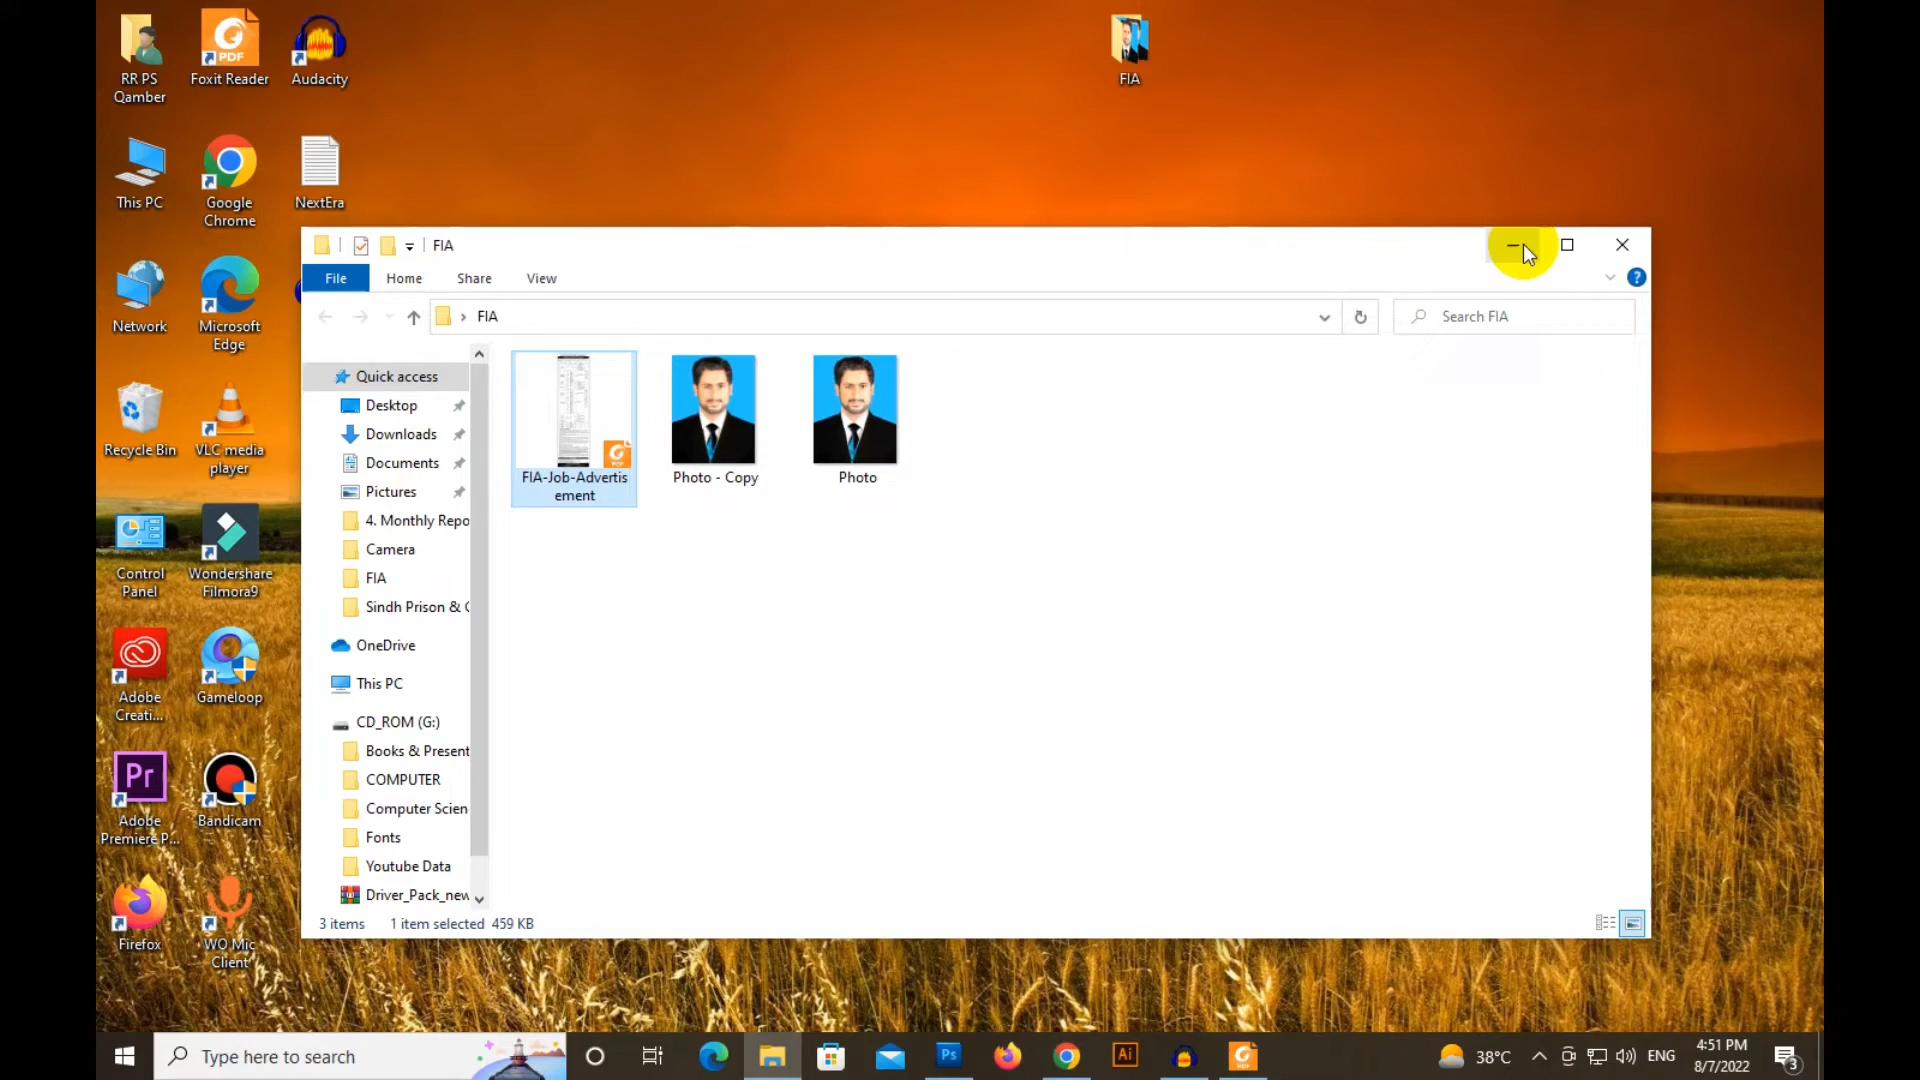 RR PS
Qamber
Foxit Reader
Audacity
FIA
This PC
Google
Chrome
NextEra
Network
Microsoft
Edge
Recycle Bin
VLC media
player
Control
Panel
Wondershare
Filmora9
Adobe
Creati...
Gameloop
Adobe
Premiere P...
Bandicam
Firefox
WO Mic
Client
FIA
File
Home
Share
View
FIA
Search FIA
Quick access
Desktop
Downloads
Documents
Pictures
4. Monthly Repo
Camera
FIA
Sindh Prison & C
OneDrive
This PC
CD_ROM (G:)
Books & Present
COMPUTER
Computer Scien
Fonts
Youtube Data
Driver_Pack_new
FIA-Job-Advertis
ement
Photo - Copy
Photo
3 items
1 item selected 459 KB
Type here to search
38°C
ENG
4:51 PM
8/7/2022
3